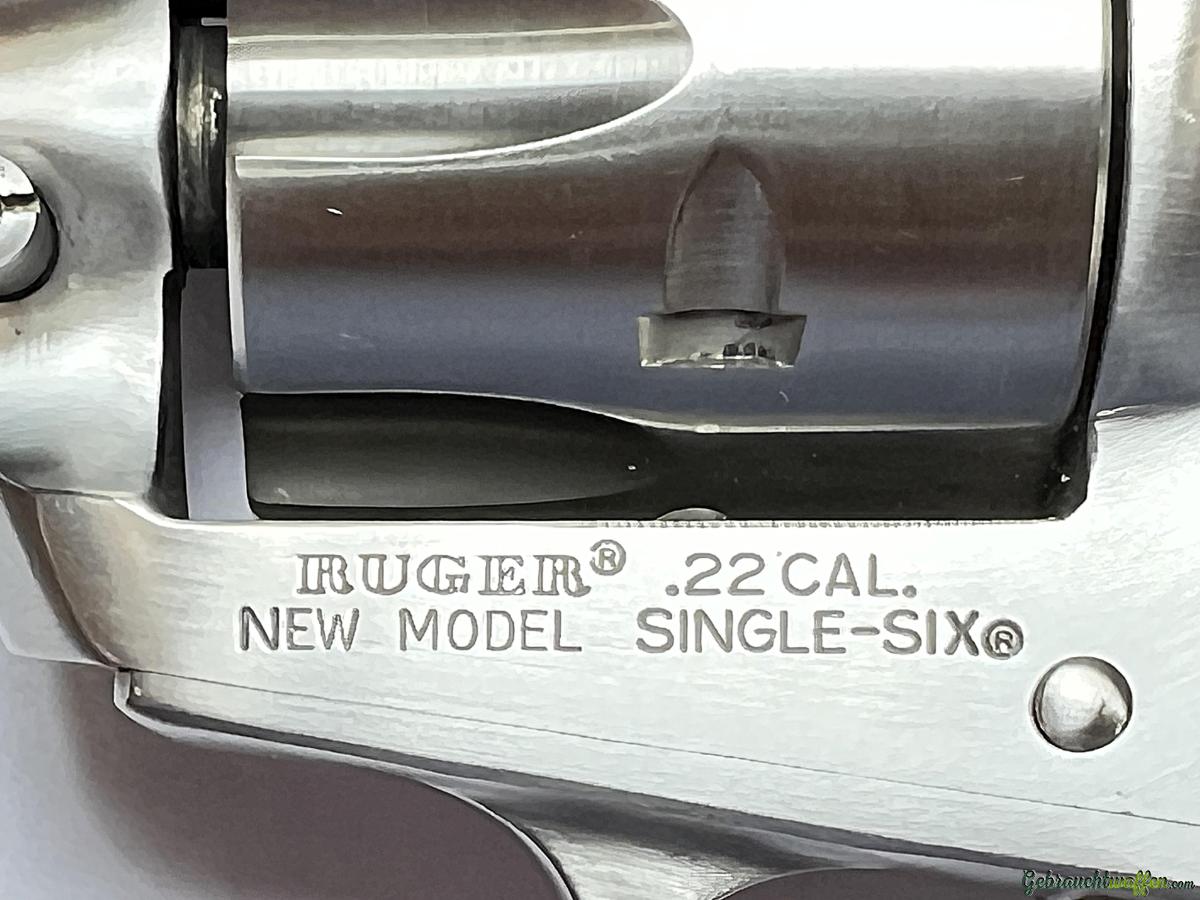 RUGER® .22 CAL.
NEW MODEL SINGLE-SIX®
Gebrauchtwaffen.com